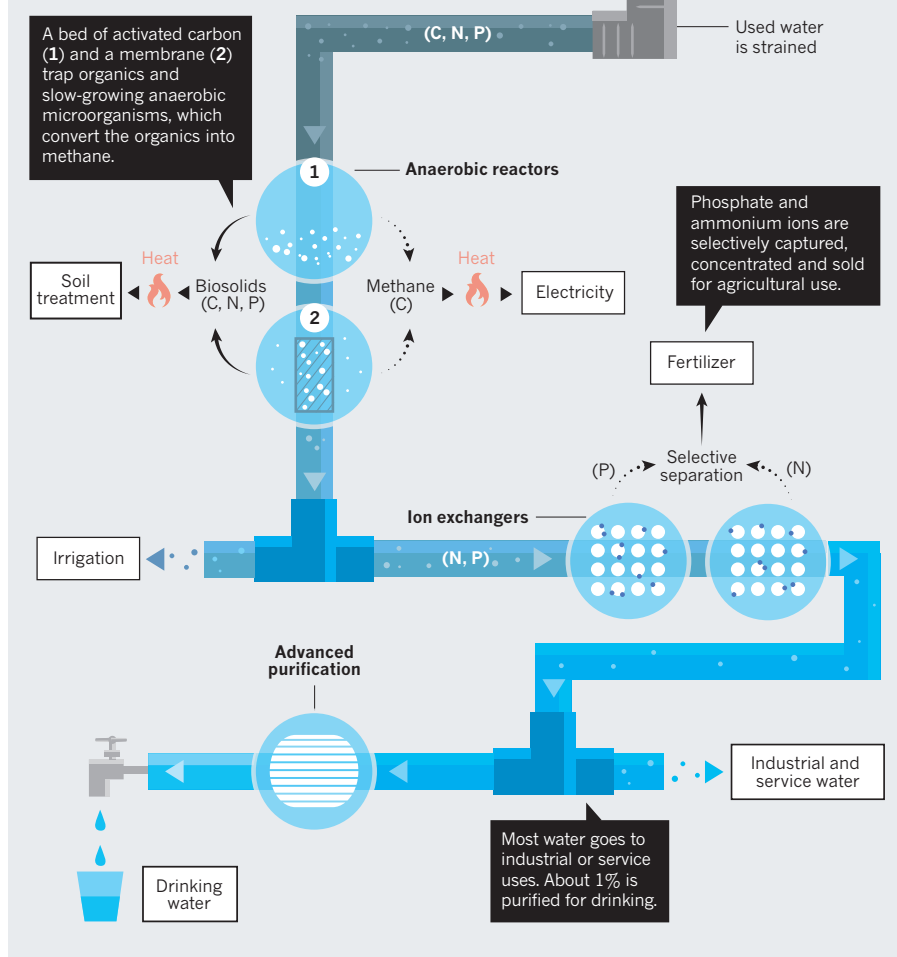 (C, N, P)
Used water
is strained
A bed of activated carbon
(1) and a membrane (2)
trap organics and
slow-growing anaerobic
microorganisms, which
convert the organics into
methane.
1
Anaerobic reactors
Phosphate and
ammonium ions are
selectively captured,
concentrated and sold
for agricultural use.
Heat
Heat
Soil
treatment
Biosolids
(C, N, P)
Methane
(C)
Electricity
2
Fertilizer
(P)
Selective
separation
(N)
Ion exchangers
Irrigation
(N, P)
Advanced
purification
Industrial and
service water
Most water goes to
industrial or service
uses. About 1% is
purified for drinking.
Drinking
water